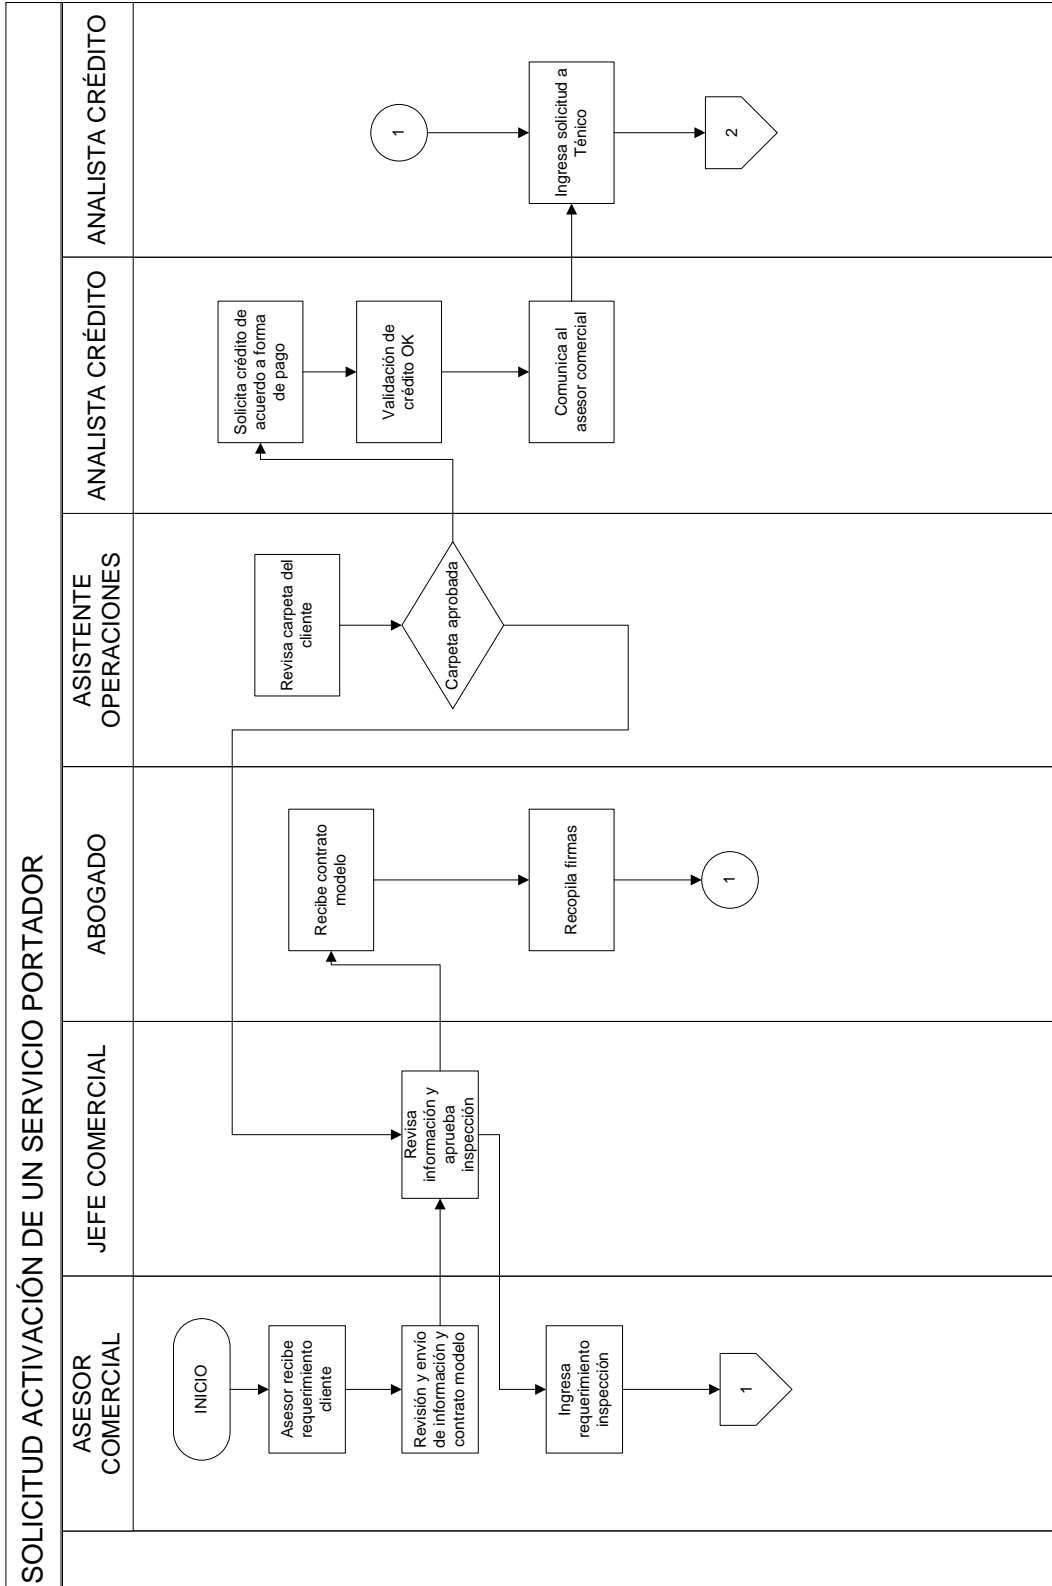 SOLICITUD ACTIVACIÓN DE UN SERVICIO PORTADOR
ASESOR
COMERCIAL
JEFE COMERCIAL
ABOGADO
ASISTENTE
OPERACIONES
ANALISTA CRÉDITO
ANALISTA CRÉDITO
INICIO
Asesor recibe
requerimiento
cliente
Revisión y envío
de información y
contrato modelo
Ingresa
requerimiento
inspección
1
Revisa
información y
aprueba
inspección
Recibe contrato
modelo
Recopila firmas
1
Revisa carpeta del
cliente
Carpeta aprobada
Solicita crédito de
acuerdo a forma
de pago
Validación de
crédito OK
Comunica al
asesor comercial
1
Ingresa solicitud a
Ténico
2